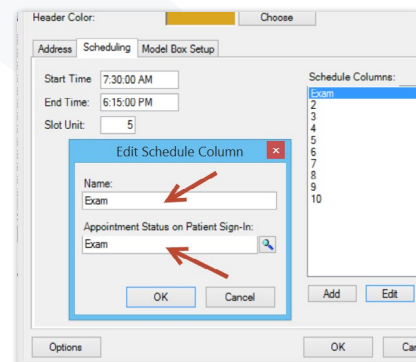 Header Color: Choose
Address Scheduling Model Box Setup
Start Time 7:30:00 AM
End Time: 6:15:00 PM
Slot Unit: 5
Schedule Columns:
Exam
2
3
4
5
6
7
8
9
10
Edit Schedule Column
Name:
Exam
Appointment Status on Patient Sign-In:
Exam
OK Cancel
Add Edit
Options OK Car